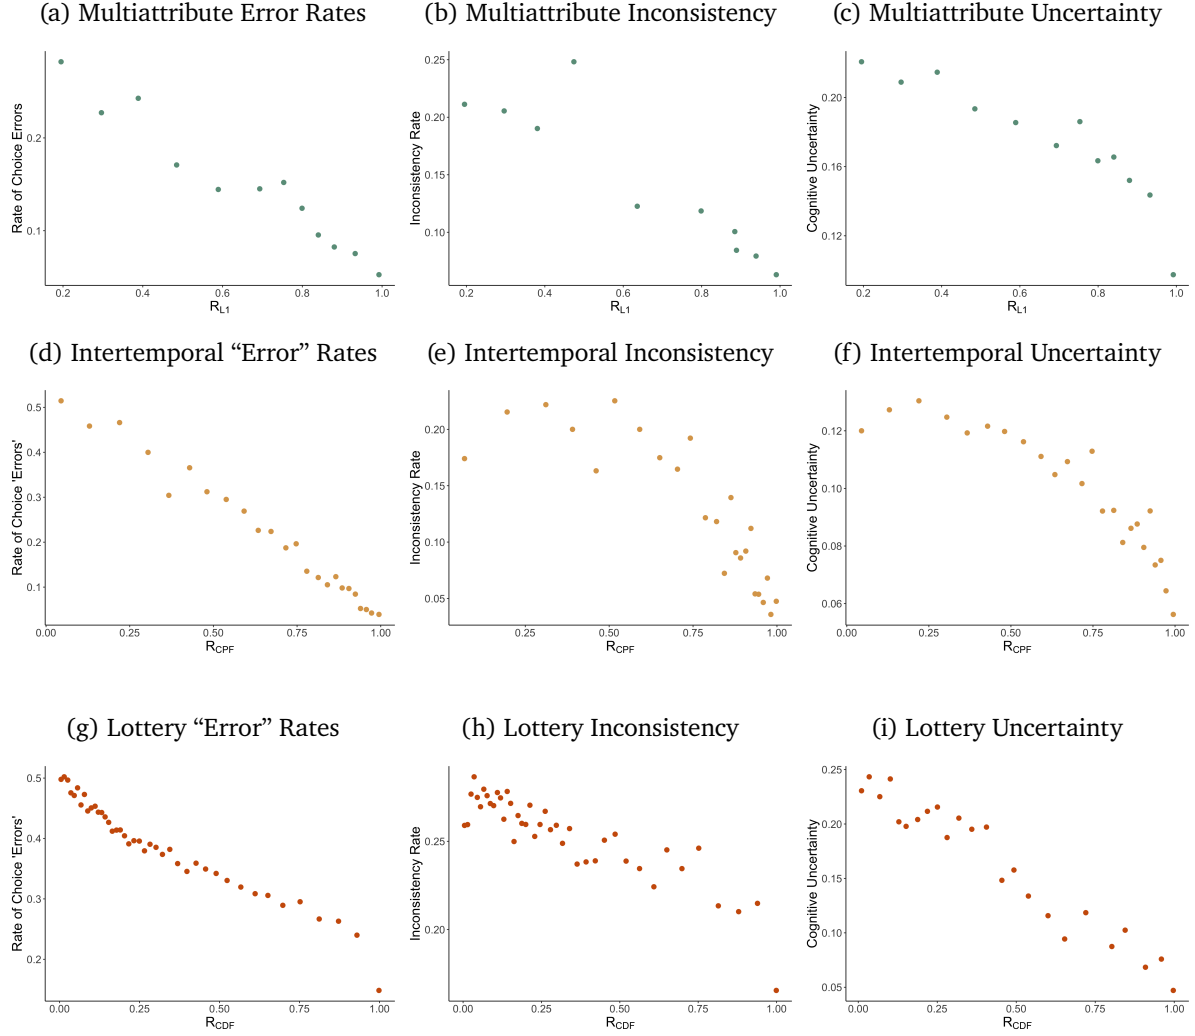 (a) Multiattribute Error Rates
(b) Multiattribute Inconsistency
(c) Multiattribute Uncertainty
Rate of Choice Errors
0.2
0.1
0.2 0.4 0.6 0.8 1.0
R_L1
Inconsistency Rate
0.25
0.20
0.15
0.10
0.2 0.4 0.6 0.8 1.0
R_L1
Cognitive Uncertainty
0.20
0.16
0.12
0.2 0.4 0.6 0.8 1.0
R_L1
(d) Intertemporal “Error” Rates
(e) Intertemporal Inconsistency
(f) Intertemporal Uncertainty
Rate of Choice 'Errors'
0.5
0.4
0.3
0.2
0.1
0.00 0.25 0.50 0.75 1.00
R_CPF
Inconsistency Rate
0.20
0.15
0.10
0.05
0.25 0.50 0.75 1.00
R_CPF
Cognitive Uncertainty
0.12
0.10
0.08
0.06
0.00 0.25 0.50 0.75 1.00
R_CPF
(g) Lottery “Error” Rates
(h) Lottery Inconsistency
(i) Lottery Uncertainty
Rate of Choice 'Errors'
0.5
0.4
0.3
0.2
0.00 0.25 0.50 0.75 1.00
R_CDF
Inconsistency Rate
0.25
0.20
0.00 0.25 0.50 0.75 1.00
R_CDF
Cognitive Uncertainty
0.25
0.20
0.15
0.10
0.05
0.00 0.25 0.50 0.75 1.00
R_CDF